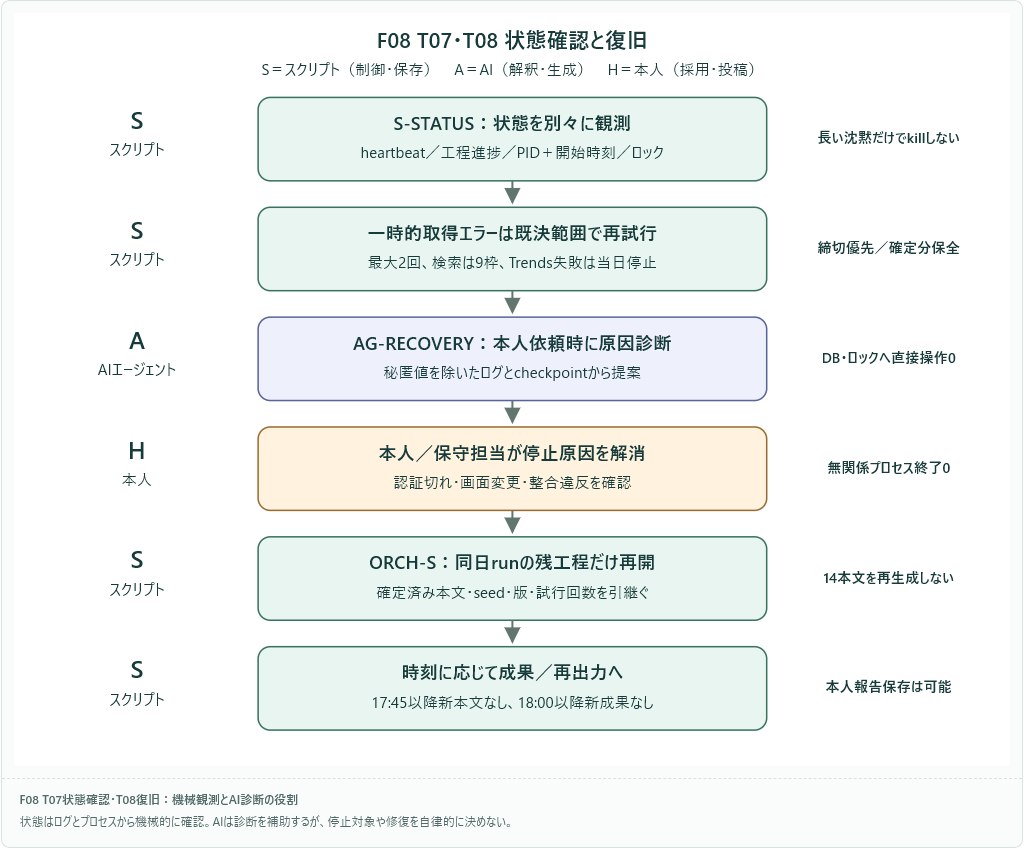 F08 T07・T08 状態確認と復旧
S＝スクリプト（制御・保存） A＝AI（解釈・生成） H＝本人（採用・投稿）
S
スクリプト
S-STATUS：状態を別々に観測
heartbeat／工程進捗／PID＋開始時刻／ロック
長い沈黙だけでkillしない
S
スクリプト
一時的取得エラーは既決範囲で再試行
最大2回、検索は9枠、Trends失敗は当日停止
締切優先／確定分保全
A
AIエージェント
AG-RECOVERY：本人依頼時に原因診断
秘匿値を除いたログとcheckpointから提案
DB・ロックへ直接操作0
H
本人
本人／保守担当が停止原因を解消
認証切れ・画面変更・整合違反を確認
無関係プロセス終了0
S
スクリプト
ORCH-S：同日runの残工程だけ再開
確定済み本文・seed・版・試行回数を引継ぐ
14本文を再生成しない
S
スクリプト
時刻に応じて成果／再出力へ
17:45以降新本文なし、18:00以降新成果なし
本人報告保存は可能
F08 T07状態確認・T08復旧：機械観測とAI診断の役割
状態はログとプロセスから機械的に確認。AIは診断を補助するが、停止対象や修復を自律的に決めない。